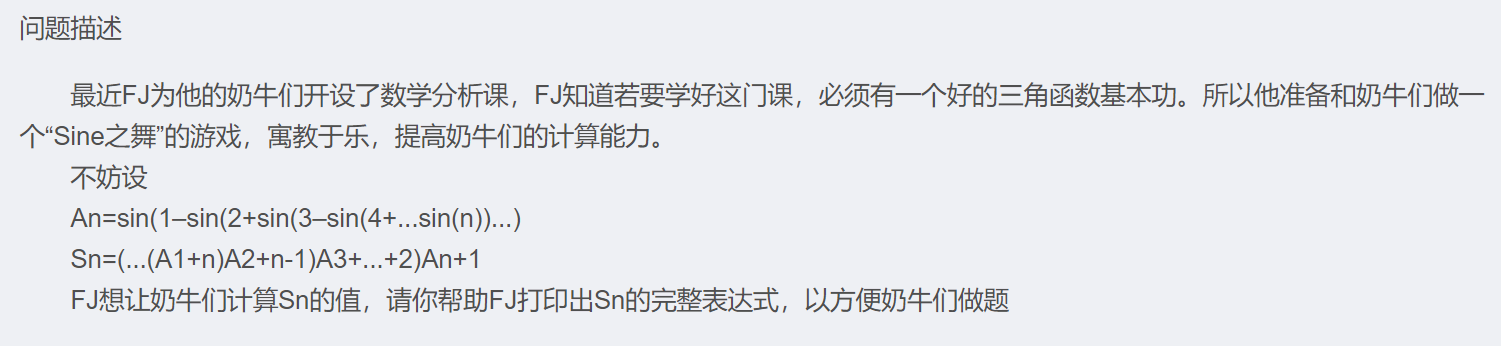 问题描述
最近FJ为他的奶牛们开设了数学分析课，FJ知道若要学好这门课，必须有一个好的三角函数基本功。所以他准备和奶牛们做一
个“Sine之舞”的游戏，寓教于乐，提高奶牛们的计算能力。
不妨设
An=sin(1–sin(2+sin(3–sin(4+...sin(n))...)
Sn=(...(A1+n)A2+n-1)A3+...+2)An+1
FJ想让奶牛们计算Sn的值，请你帮助FJ打印出Sn的完整表达式，以方便奶牛们做题